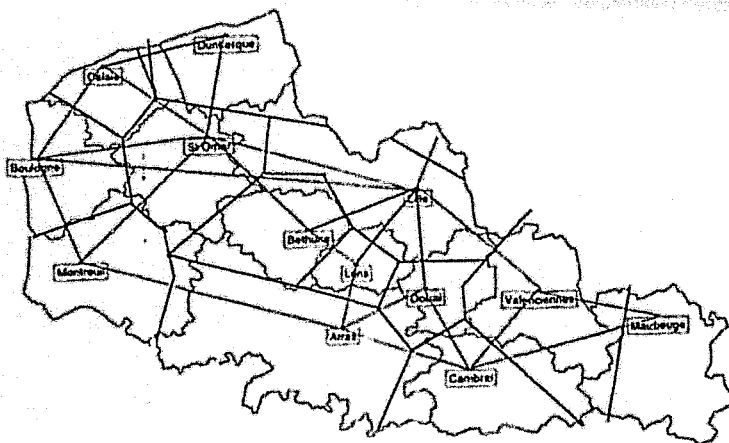 Dunkerque
Calais
St Omer
Boulogne
Lille
Bethune
Montreuil
Lens
Douai
Valenciennes
Maubeuge
Arras
Cambrai